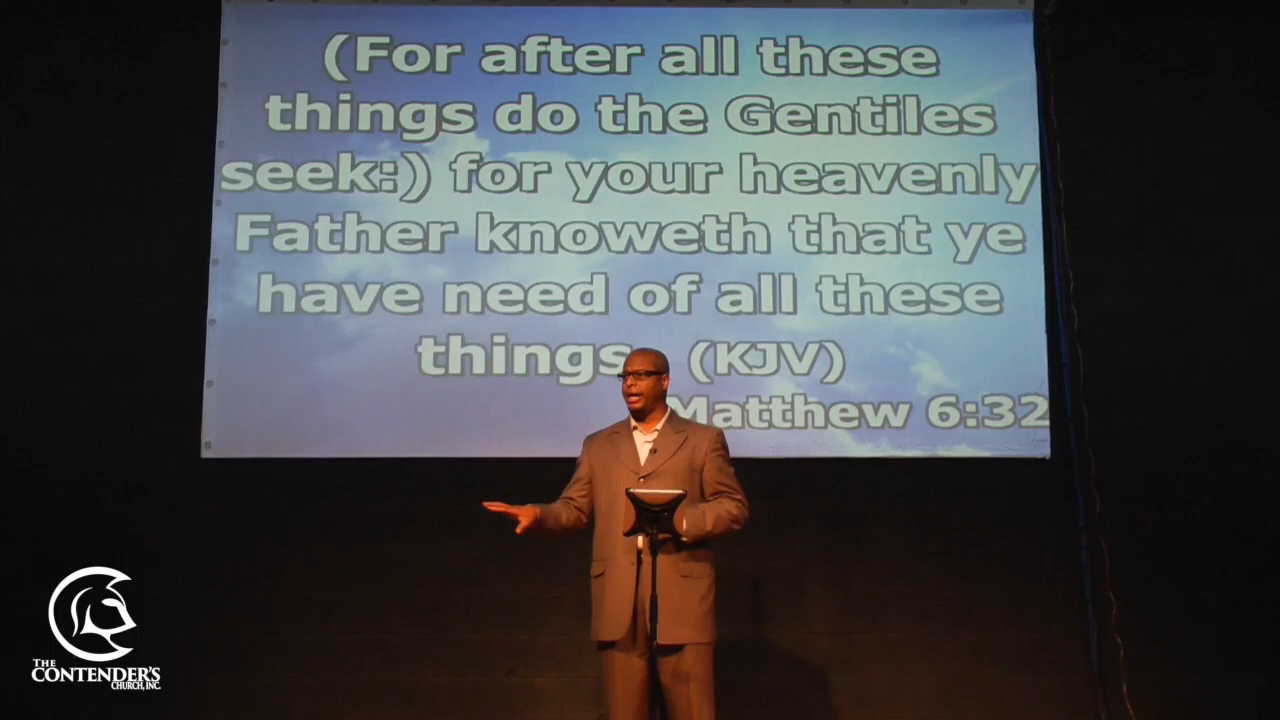 (For after all these
things do the Gentiles
seek:) for your heavenly
Father knoweth that ye
have need of all these
things. (KJV)
Matthew 6:32
THE
CONTENDER'S
CHURCH, INC.